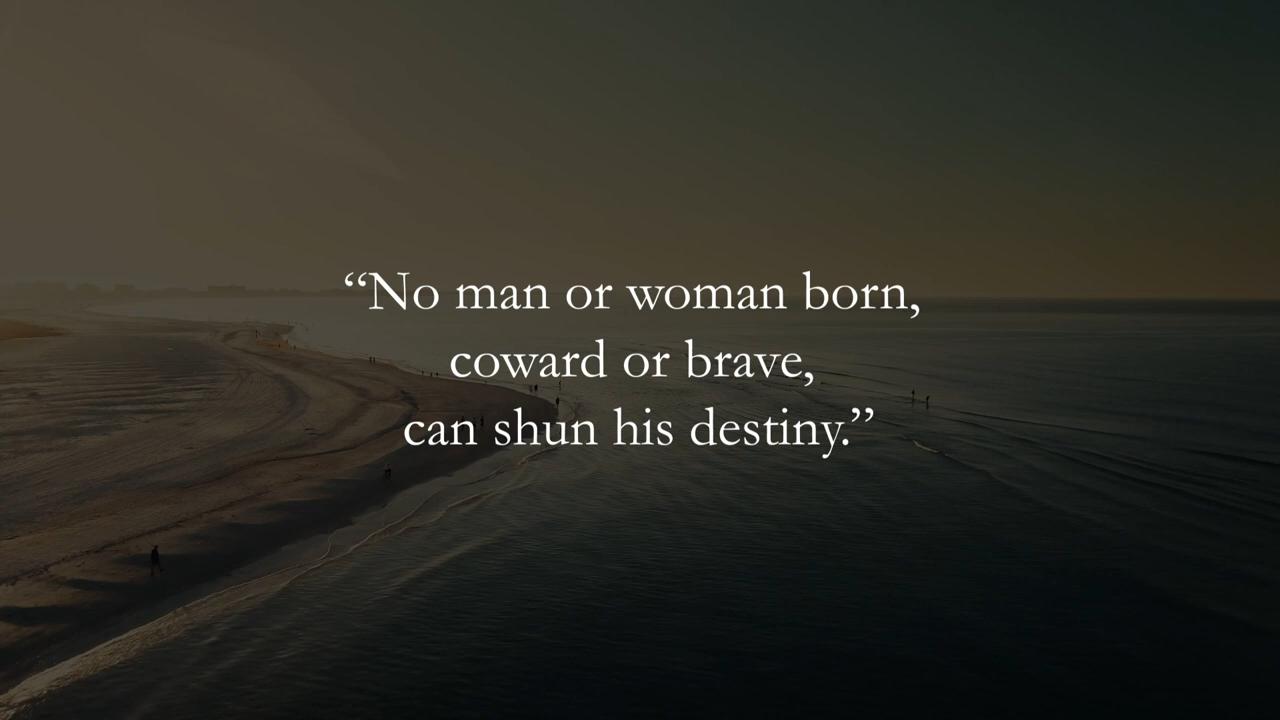 “No man or woman born,
coward or brave,
can shun his destiny.”